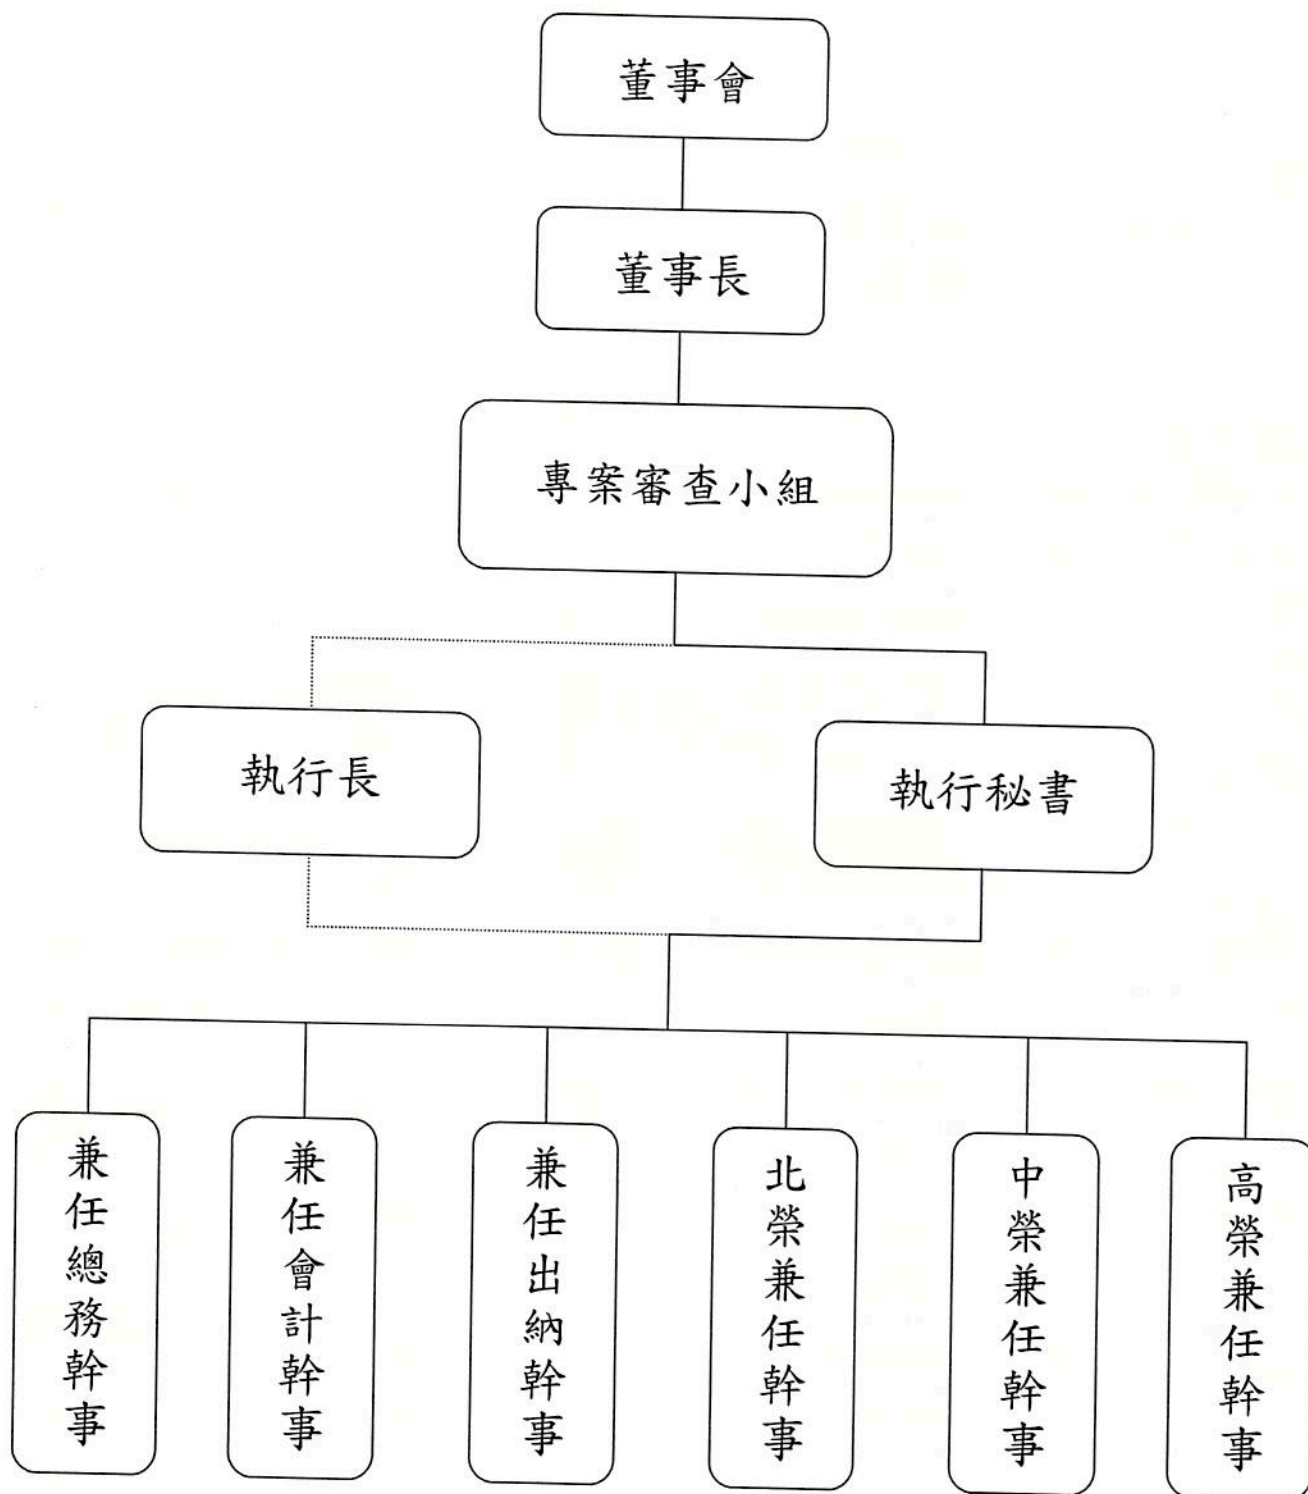 董事會
董事長
專案審查小組
執行長
執行秘書
兼任總務幹事
兼任會計幹事
兼任出納幹事
北榮兼任幹事
中榮兼任幹事
高榮兼任幹事